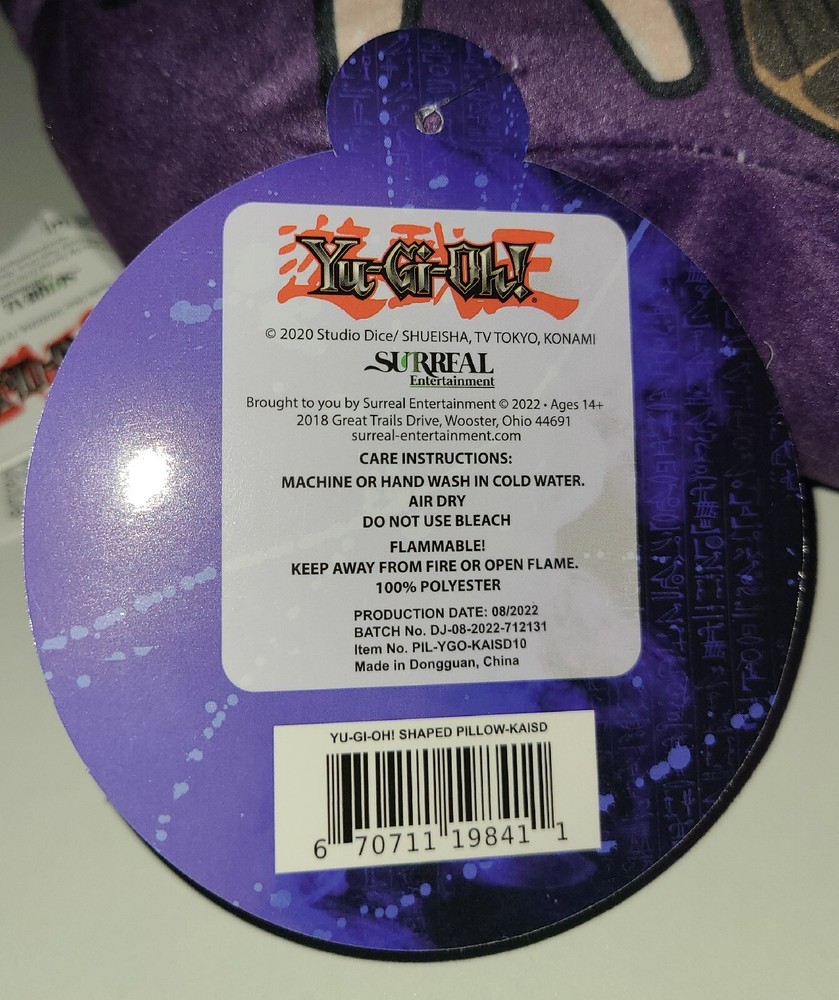 遊戯王
Yu-Gi-Oh!®
© 2020 Studio Dice/ SHUEISHA, TV TOKYO, KONAMI
SURREAL
Entertainment
Brought to you by Surreal Entertainment © 2022 • Ages 14+
2018 Great Trails Drive, Wooster, Ohio 44691
surreal-entertainment.com
CARE INSTRUCTIONS:
MACHINE OR HAND WASH IN COLD WATER.
AIR DRY
DO NOT USE BLEACH
FLAMMABLE!
KEEP AWAY FROM FIRE OR OPEN FLAME.
100% POLYESTER
PRODUCTION DATE: 08/2022
BATCH No. DJ-08-2022-712131
Item No. PIL-YGO-KAISD10
Made in Dongguan, China
YU-GI-OH! SHAPED PILLOW-KAISD
6 70711 19841 1